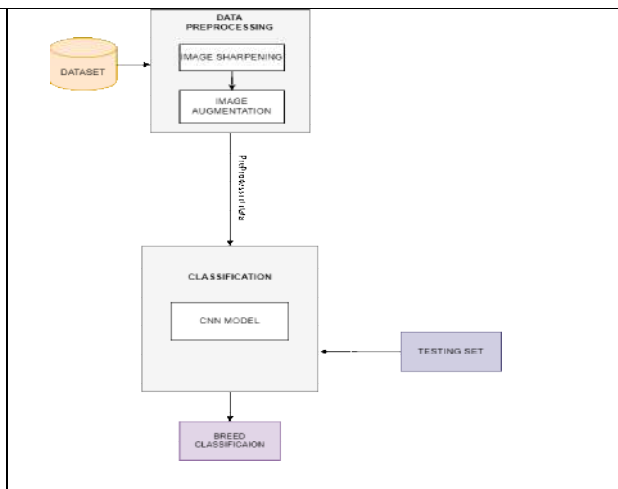 DATA
PREPROCESSING
IMAGE SHARPENING
DATASET
IMAGE
AUGMENTATION
CLASSIFICATION
CNN MODEL
TESTING SET
BREED
CLASSIFICAION